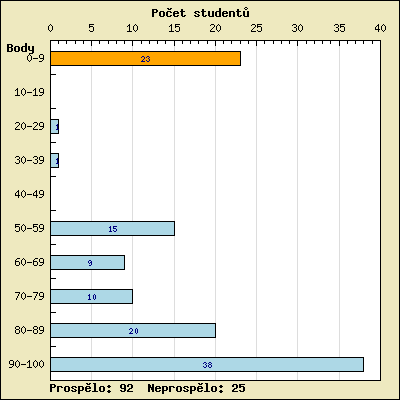 Počet studentů
0 5 10 15 20 25 30 35 40
Body
0-9 23
10-19
20-29 1
30-39 1
40-49
50-59 15
60-69 9
70-79 10
80-89 20
90-100 38
Prospělo: 92 Neprospělo: 25